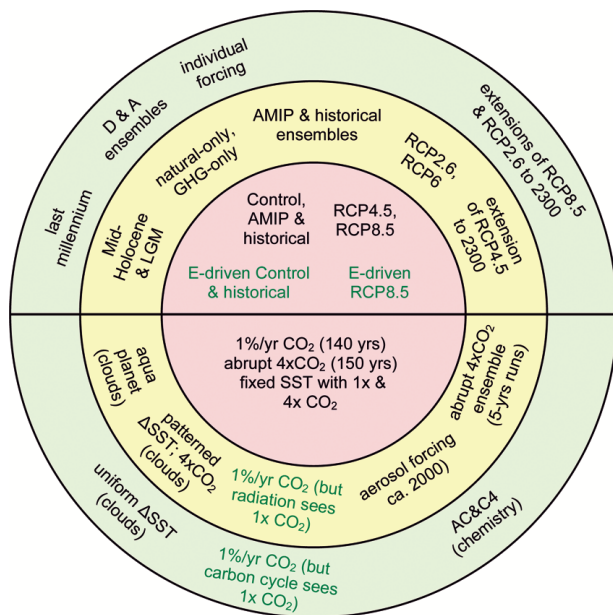 individual forcing
D & A
ensembles
last
millennium
extensions of RCP8.5
& RCP2.6 to 2300
AMIP & historical
ensembles
natural-only,
GHG-only
Mid-
Holocene
& LGM
RCP2.6,
RCP6
extension
of RCP4.5
to 2300
Control,
AMIP &
historical
RCP4.5,
RCP8.5
E-driven Control
& historical
E-driven
RCP8.5
1%/yr CO₂ (140 yrs)
abrupt 4xCO₂ (150 yrs)
fixed SST with 1x &
4x CO₂
aqua
planet
(clouds)
patterned
ΔSST; 4xCO₂
(clouds)
1%/yr CO₂ (but
radiation sees
1x CO₂)
aerosol forcing
ca. 2000)
abrupt 4xCO₂
ensemble
(5-yrs runs)
uniform ΔSST
(clouds)
1%/yr CO₂ (but
carbon cycle sees
1x CO₂)
AC&C4
(chemistry)